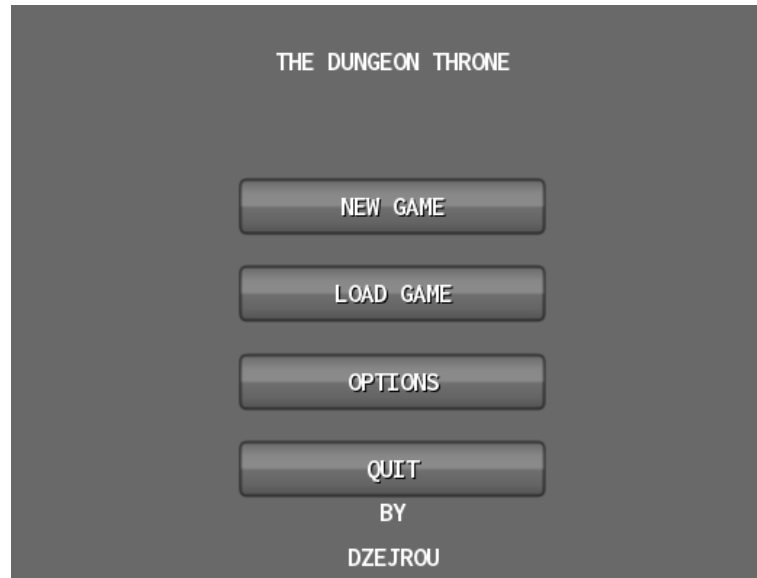 THE DUNGEON THRONE
NEW GAME
LOAD GAME
OPTIONS
QUIT
BY
DZEJROU